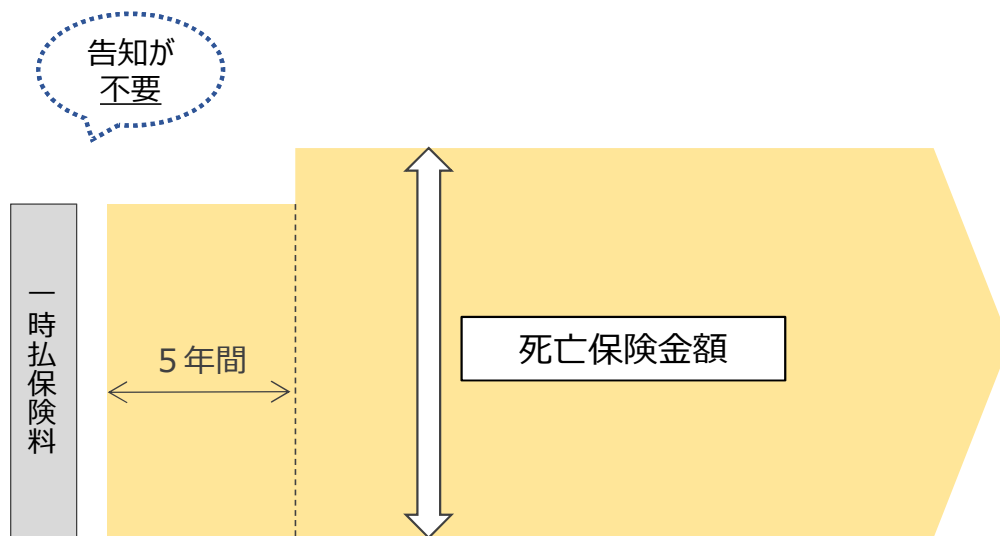 告知が
不要
一時払保険料
５年間
死亡保険金額